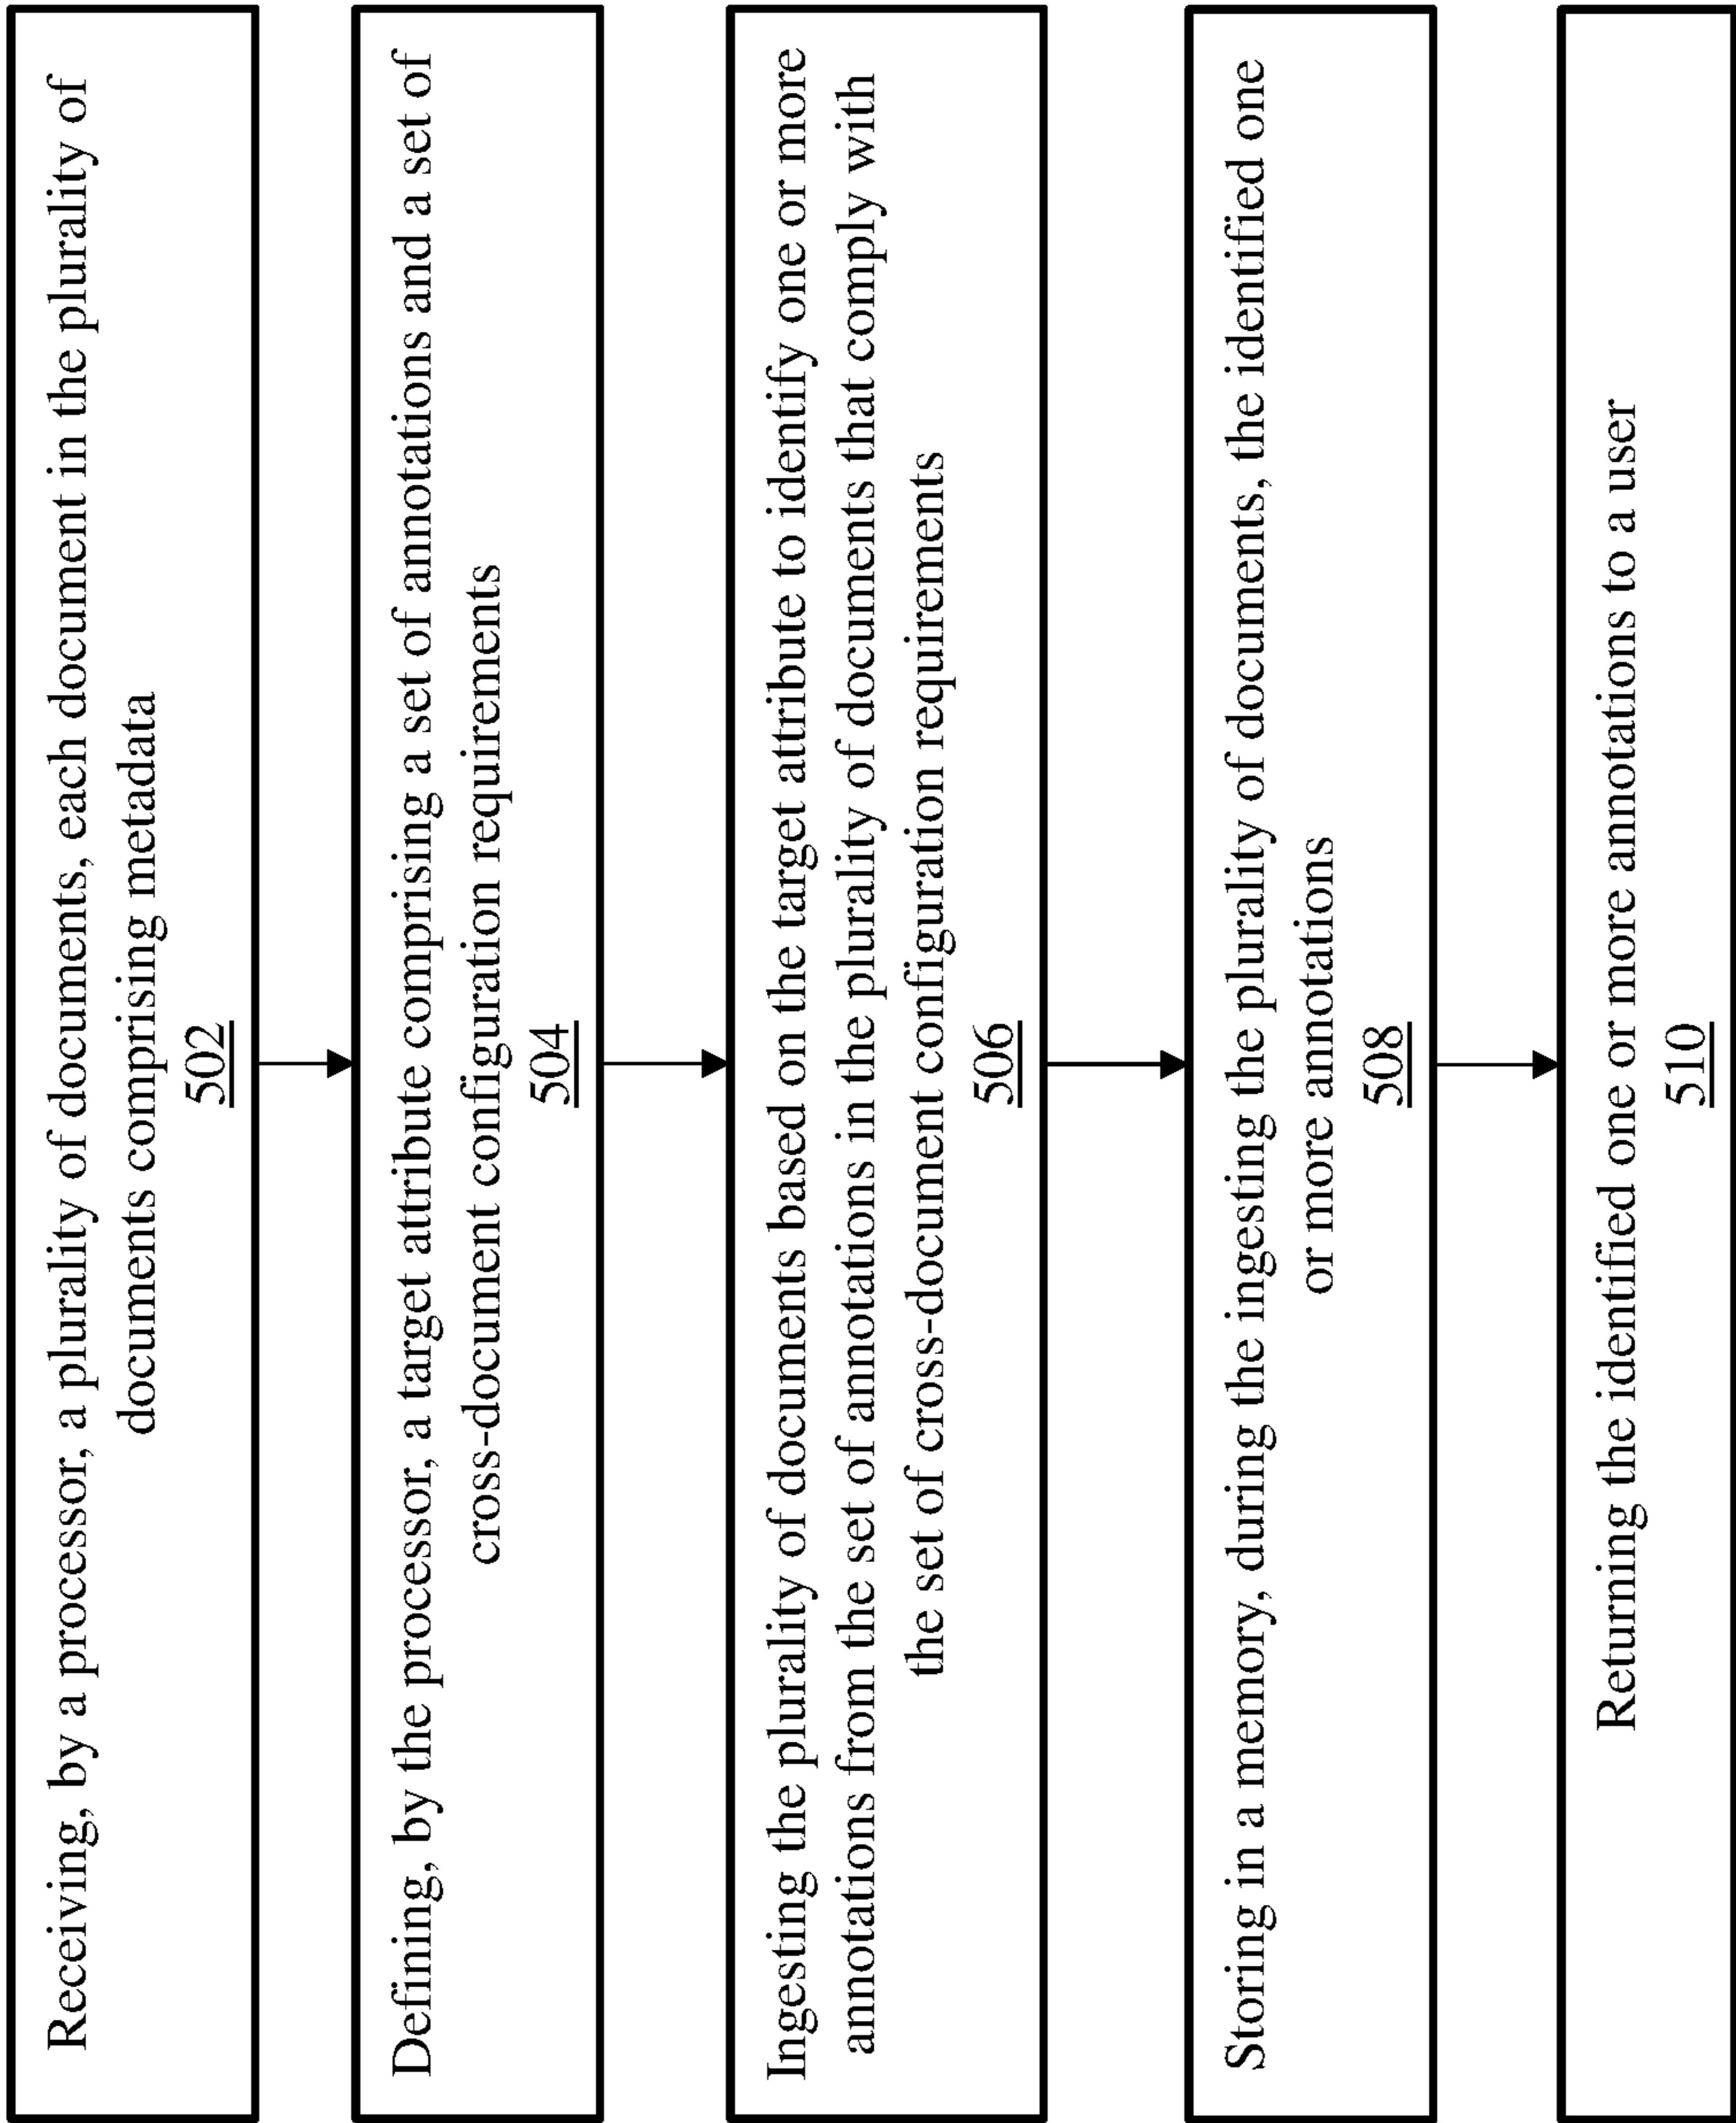 Receiving, by a processor, a plurality of documents, each document in the plurality of
documents comprising metadata
502
Defining, by the processor, a target attribute comprising a set of annotations and a set of
cross-document configuration requirements
504
Ingesting the plurality of documents based on the target attribute to identify one or more
annotations from the set of annotations in the plurality of documents that comply with
the set of cross-document configuration requirements
506
Storing in a memory, during the ingesting the plurality of documents, the identified one
or more annotations
508
Returning the identified one or more annotations to a user
510